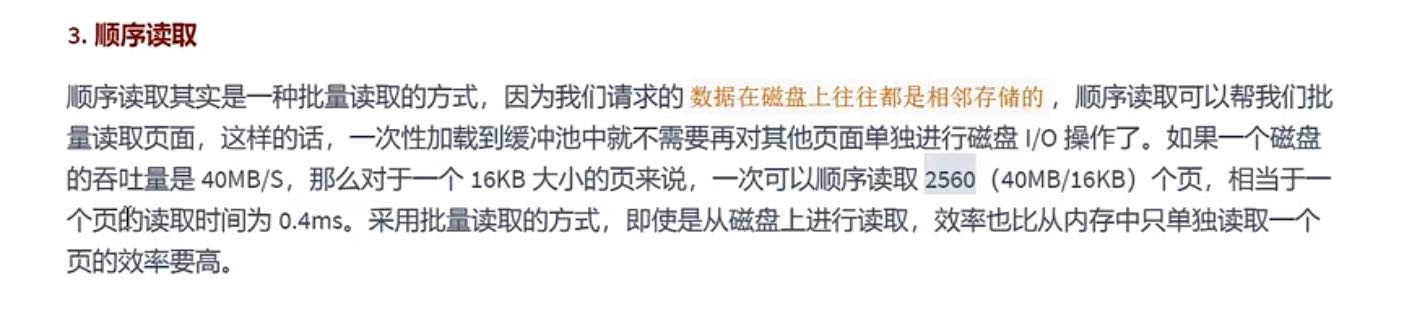 3. 顺序读取
顺序读取其实是一种批量读取的方式，因为我们请求的 数据在磁盘上往往都是相邻存储的 ，顺序读取可以帮我们批
量读取页面，这样的话，一次性加载到缓冲池中就不需要再对其他页面单独进行磁盘 I/O 操作了。如果一个磁盘
的吞吐量是 40MB/S，那么对于一个 16KB 大小的页来说，一次可以顺序读取 2560（40MB/16KB）个页，相当于一
个页的读取时间为 0.4ms。采用批量读取的方式，即使是从磁盘上进行读取，效率也比从内存中只单独读取一个
页的效率要高。